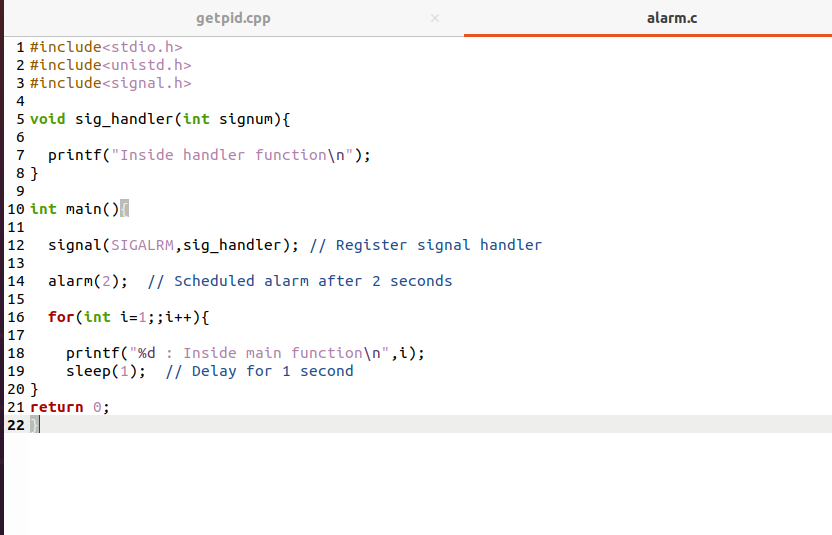 getpid.cpp × alarm.c
1 #include<stdio.h>
2 #include<unistd.h>
3 #include<signal.h>
4
5 void sig_handler(int signum){
6
7   printf("Inside handler function\n");
8 }
9
10 int main(){
11
12   signal(SIGALRM,sig_handler); // Register signal handler
13
14   alarm(2);  // Scheduled alarm after 2 seconds
15
16   for(int i=1;;i++){
17
18     printf("%d : Inside main function\n",i);
19     sleep(1);  // Delay for 1 second
20 }
21 return 0;
22 }